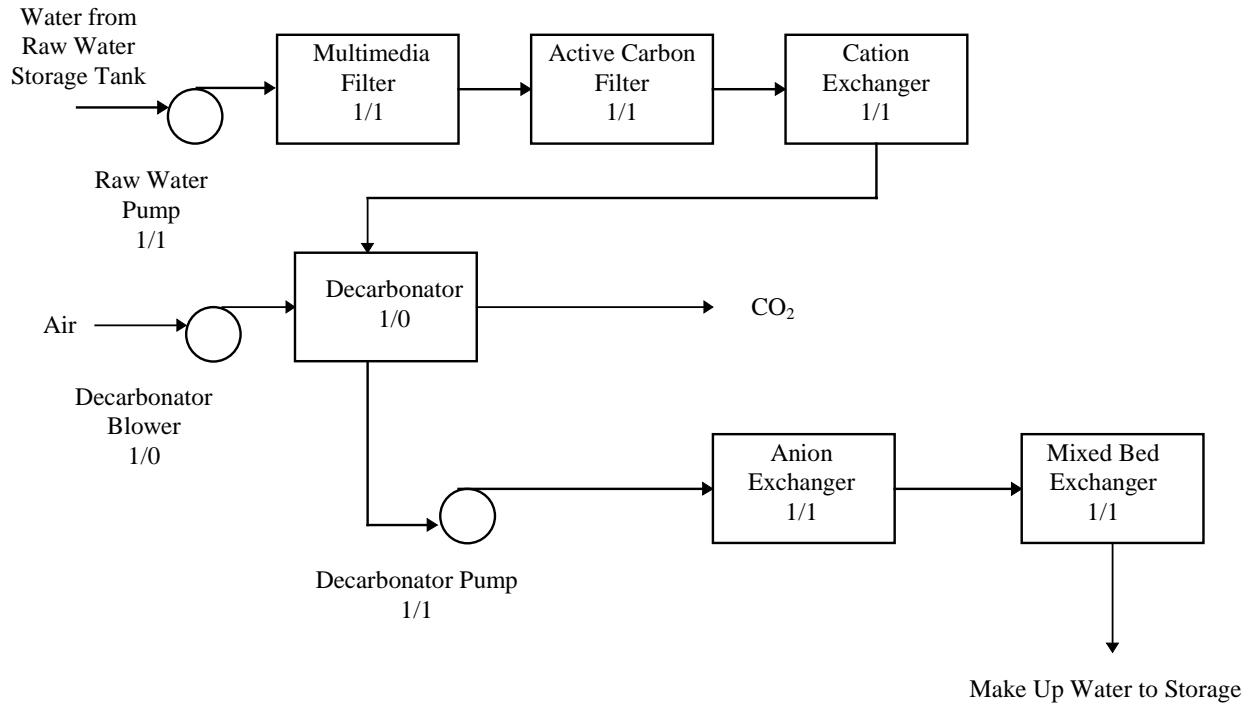 Water from
Raw Water
Storage Tank
Multimedia
Filter
1/1
Active Carbon
Filter
1/1
Cation
Exchanger
1/1
Raw Water
Pump
1/1
Decarbonator
1/0
CO₂
Air
Decarbonator
Blower
1/0
Anion
Exchanger
1/1
Mixed Bed
Exchanger
1/1
Decarbonator Pump
1/1
Make Up Water to Storage